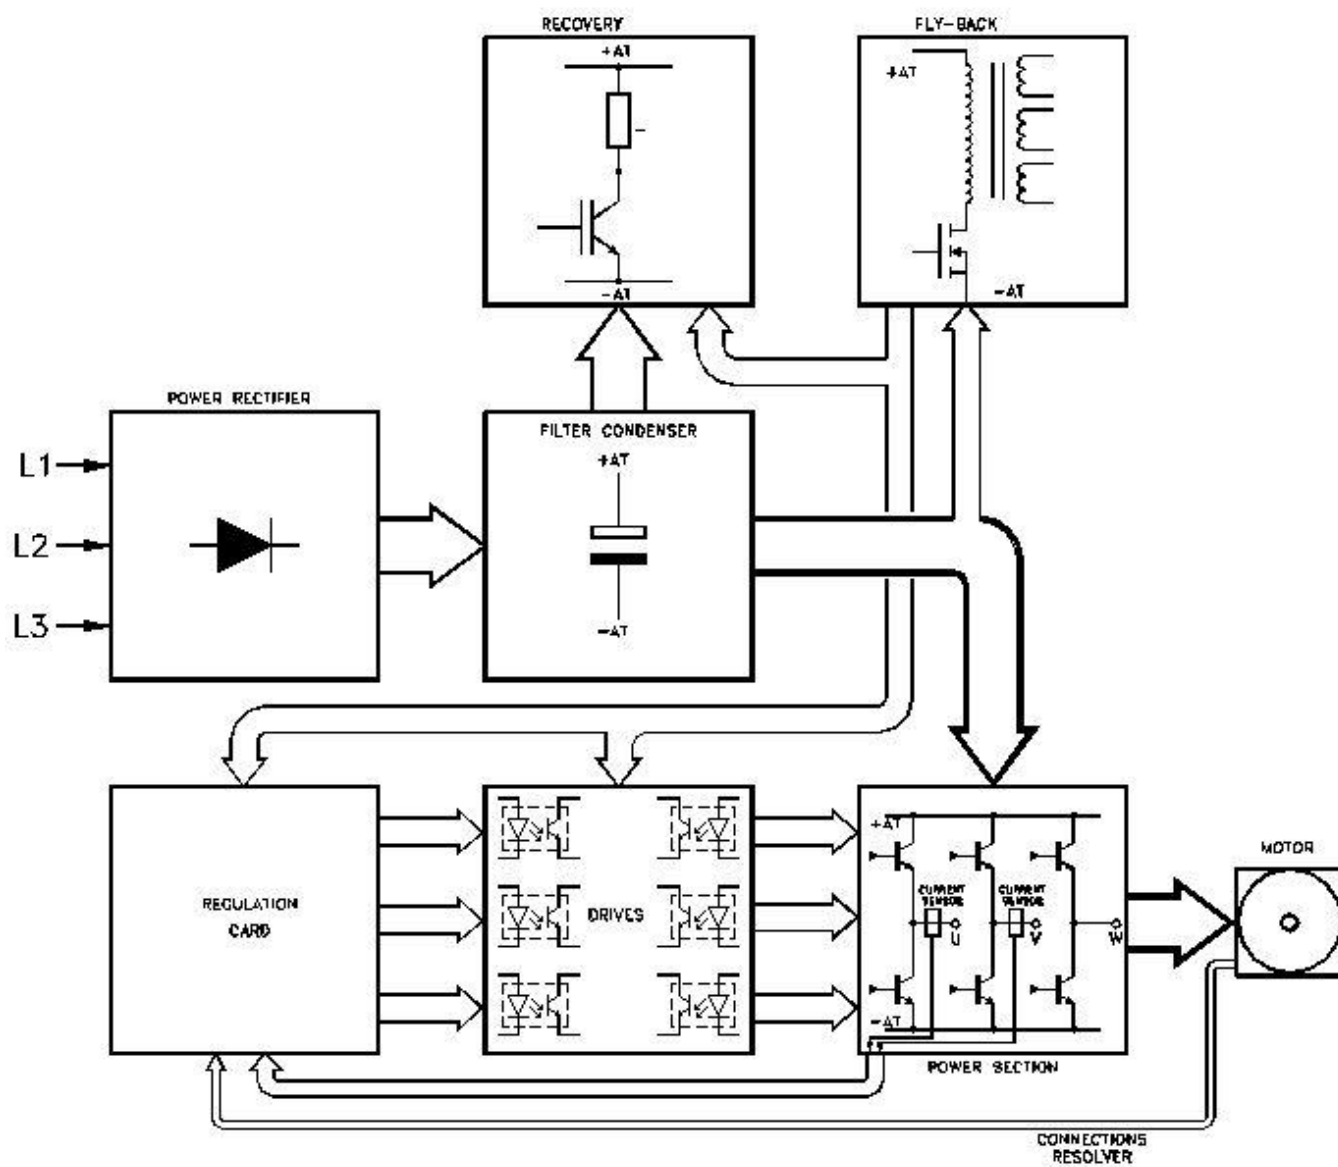 RECOVERY
+AT
-AT
FLY-BACK
+AT
-AT
POWER RECTIFIER
L1
L2
L3
FILTER CONDENSER
+AT
-AT
REGULATION
CARD
DRIVES
+AT
CURRENT
SENSOR
CURRENT
SENSOR
U
V
W
-AT
POWER SECTION
MOTOR
CONNECTIONS
RESOLVER